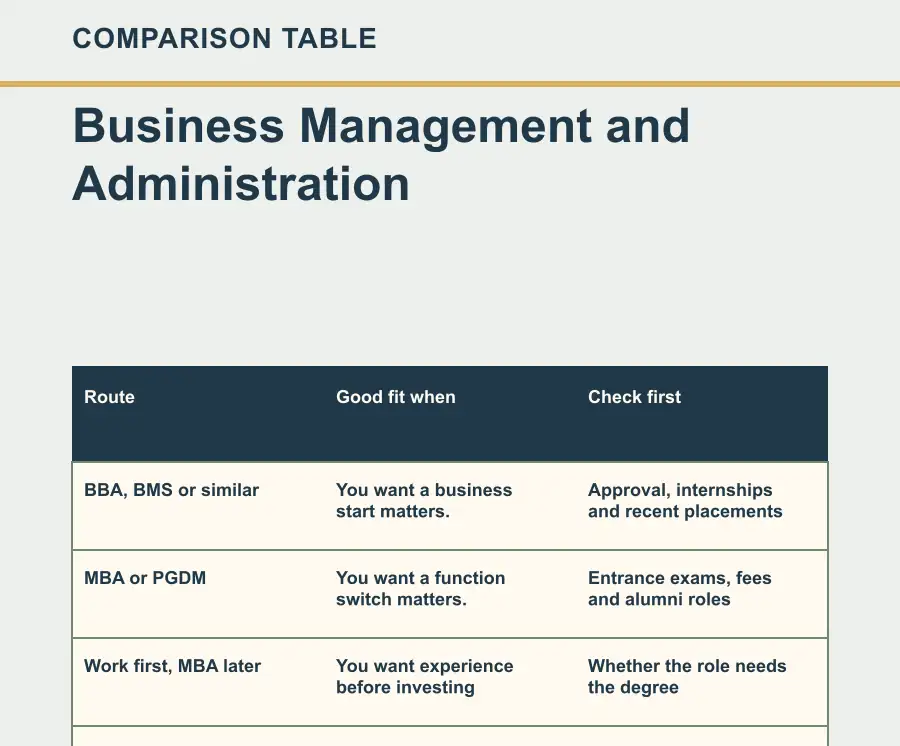 COMPARISON TABLE
Business Management and
Administration
Route
Good fit when
Check first
BBA, BMS or similar
You want a business
start matters.
Approval, internships
and recent placements
MBA or PGDM
You want a function
switch matters.
Entrance exams, fees
and alumni roles
Work first, MBA later
You want experience
before investing
Whether the role needs
the degree